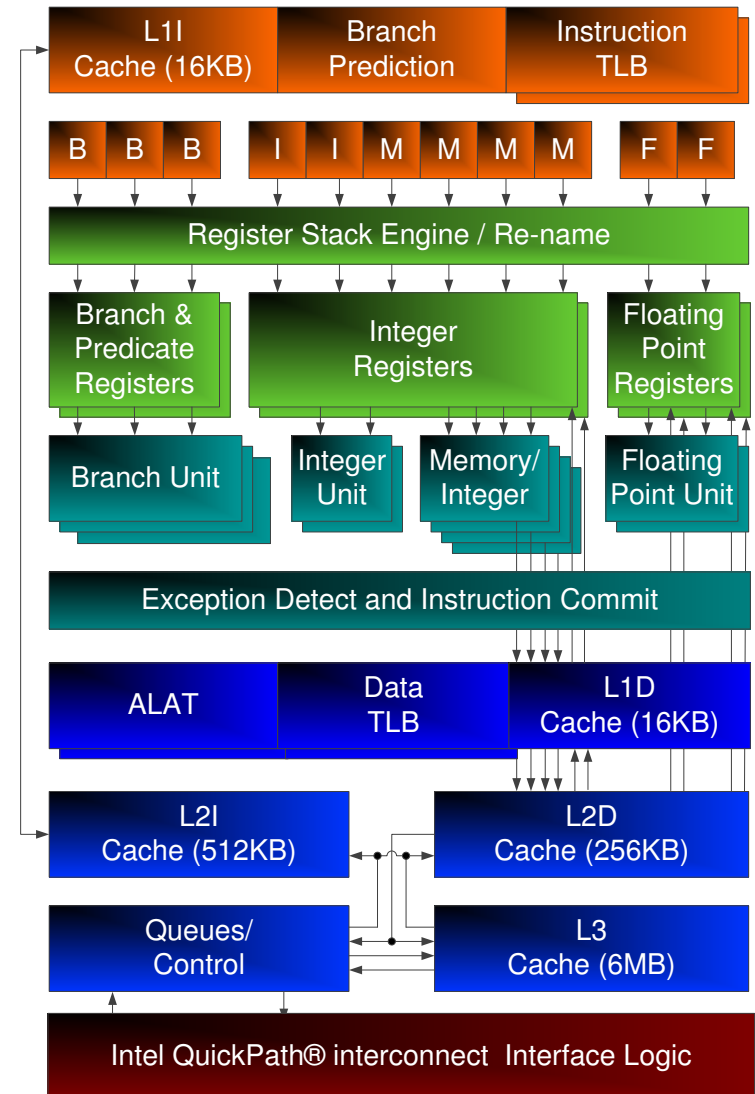 L1I
Cache (16KB)
Branch
Prediction
Instruction
TLB
B B B I I M M M M F F
Register Stack Engine / Re-name
Branch &
Predicate
Registers
Integer
Registers
Floating
Point
Registers
Branch Unit
Integer
Unit
Memory/
Integer
Floating
Point Unit
Exception Detect and Instruction Commit
ALAT
Data
TLB
L1D
Cache (16KB)
L2I
Cache (512KB)
L2D
Cache (256KB)
Queues/
Control
L3
Cache (6MB)
Intel QuickPath® interconnect Interface Logic